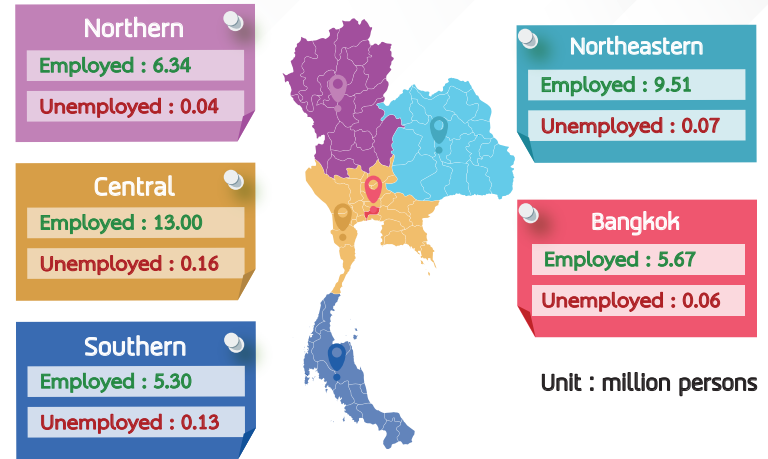 Northern
Employed : 6.34
Unemployed : 0.04
Central
Employed : 13.00
Unemployed : 0.16
Southern
Employed : 5.30
Unemployed : 0.13
Northeastern
Employed : 9.51
Unemployed : 0.07
Bangkok
Employed : 5.67
Unemployed : 0.06
Unit : million persons